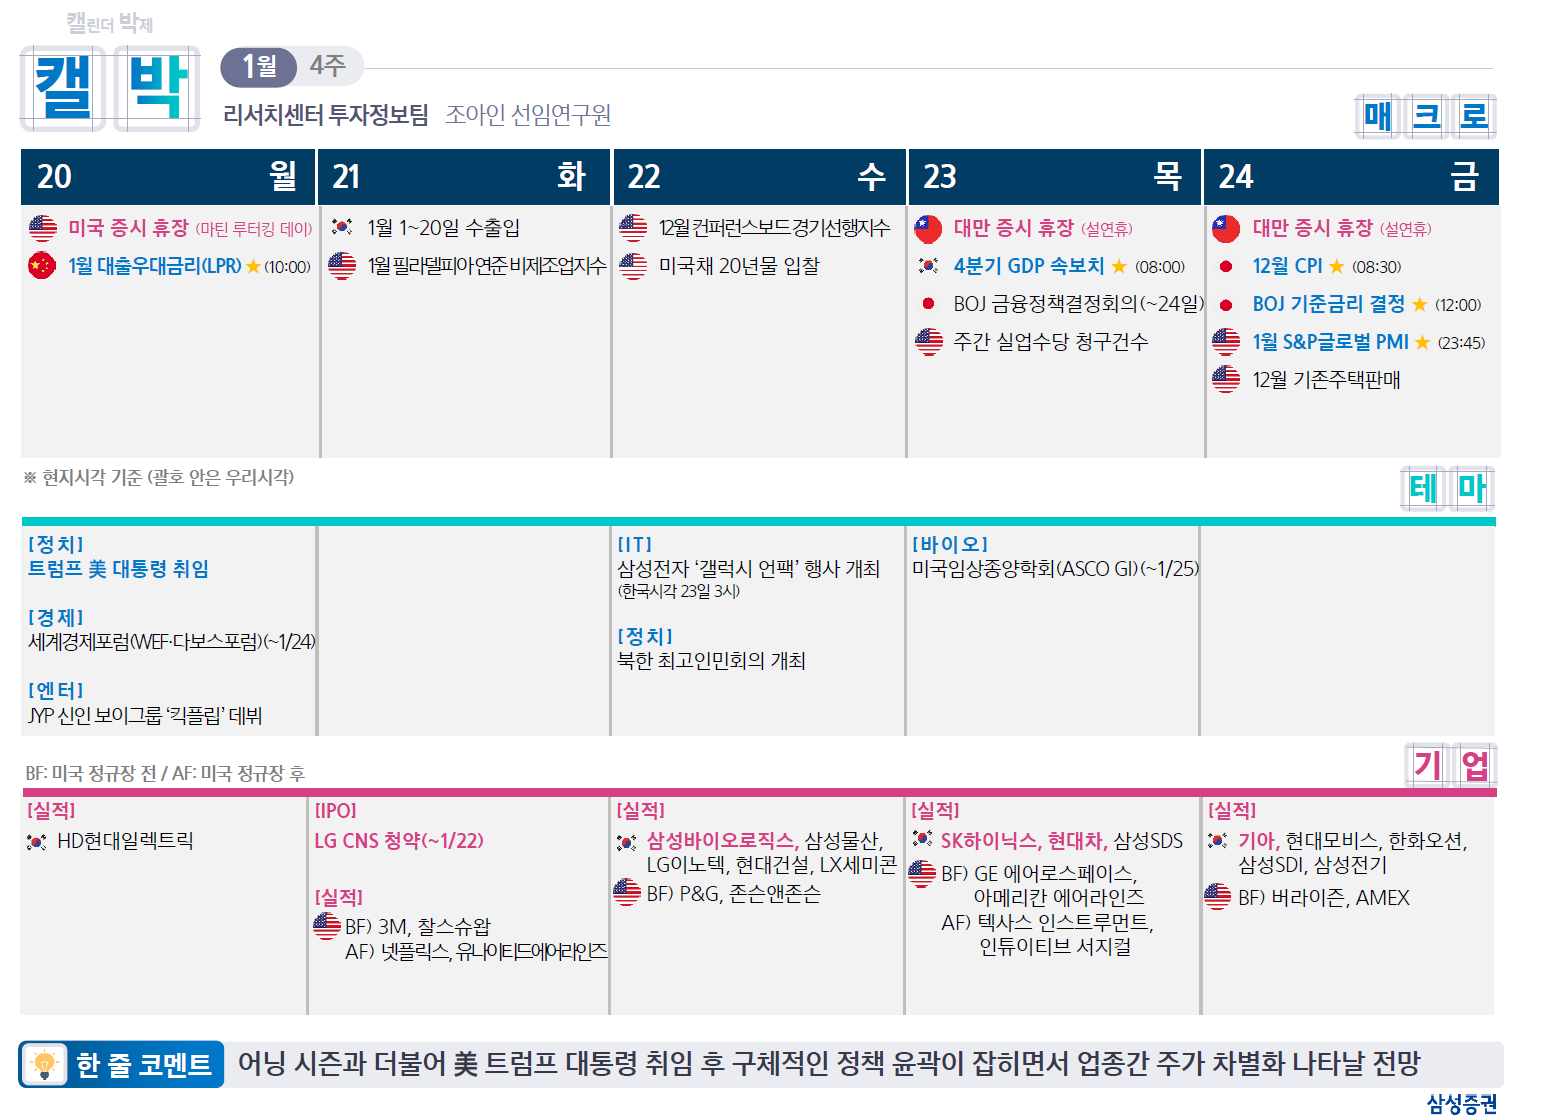 캘린더 박제
캘 박
1월 4주
리서치센터 투자정보팀 조아인 선임연구원
매크로
20 월
21 화
22 수
23 목
24 금
미국 증시 휴장 (마틴 루터킹 데이)
1월 대출우대금리(LPR) ★ (10:00)
1월 1~20일 수출입
1월 필라델피아 연준 비제조업지수
12월 컨퍼런스보드 경기선행지수
미국채 20년물 입찰
대만 증시 휴장 (설연휴)
4분기 GDP 속보치 ★ (08:00)
BOJ 금융정책결정회의(~24일)
주간 실업수당 청구건수
대만 증시 휴장 (설연휴)
12월 CPI ★ (08:30)
BOJ 기준금리 결정 ★ (12:00)
1월 S&P글로벌 PMI ★ (23:45)
12월 기존주택판매
※ 현지시각 기준 (괄호 안은 우리시각)
테마
[정치]
트럼프 美 대통령 취임
[경제]
세계경제포럼(WEF·다보스포럼)(~1/24)
[엔터]
JYP 신인 보이그룹 ‘킥플립’ 데뷔
[IT]
삼성전자 ‘갤럭시 언팩’ 행사 개최
(한국시각 23일 3시)
[정치]
북한 최고인민회의 개최
[바이오]
미국임상종양학회(ASCO GI)(~1/25)
기업
BF: 미국 정규장 전 / AF: 미국 정규장 후
[실적]
HD현대일렉트릭
[IPO]
LG CNS 청약(~1/22)
[실적]
BF) 3M, 찰스슈왑
AF) 넷플릭스, 유나이티드에어라인즈
[실적]
삼성바이오로직스, 삼성물산,
LG이노텍, 현대건설, LX세미콘
BF) P&G, 존슨앤존슨
[실적]
SK하이닉스, 현대차, 삼성SDS
BF) GE 에어로스페이스,
아메리칸 에어라인즈
AF) 텍사스 인스트루먼트,
인튜이티브 서지컬
[실적]
기아, 현대모비스, 한화오션,
삼성SDI, 삼성전기
BF) 버라이즌, AMEX
한 줄 코멘트 어닝 시즌과 더불어 美 트럼프 대통령 취임 후 구체적인 정책 윤곽이 잡히면서 업종간 주가 차별화 나타날 전망
삼성증권